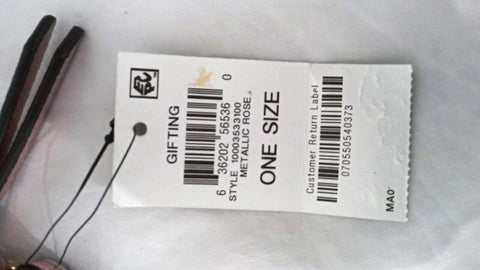 GIFTING
6 36202 56536 0
STYLE 10003533100
METALLIC ROSE.
ONE SIZE
Customer Return Label
070550540373
MA0